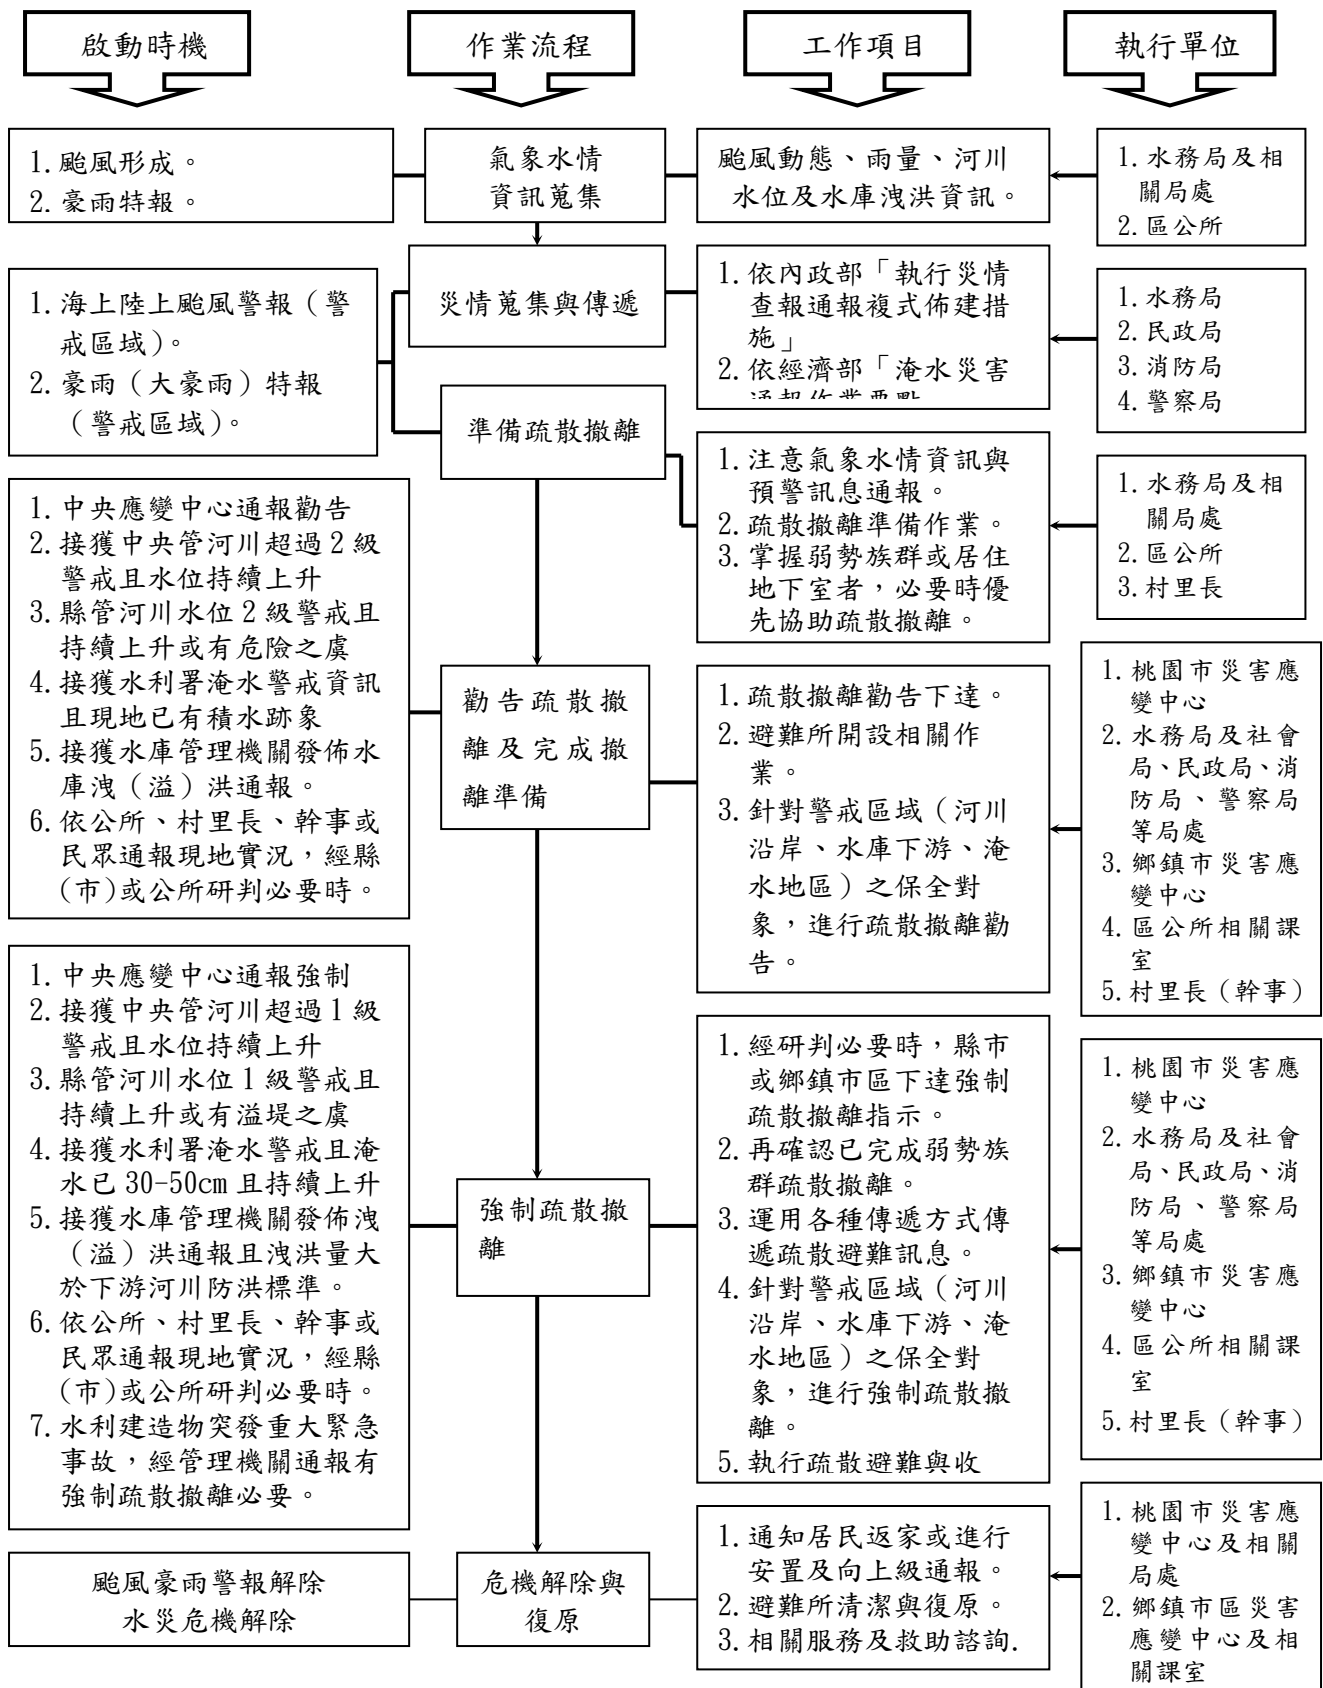 啟動時機
作業流程
工作項目
執行單位
1.颱風形成。
2.豪雨特報。
氣象水情
資訊蒐集
颱風動態、雨量、河川
水位及水庫洩洪資訊。
1.水務局及相
關局處
2.區公所
1.海上陸上颱風警報（警
戒區域）。
2.豪雨（大豪雨）特報
（警戒區域）。
災情蒐集與傳遞
1.依內政部「執行災情
查報通報複式佈建措
施」
2.依經濟部「淹水災害
通報作業要點
1.水務局
2.民政局
3.消防局
4.警察局
準備疏散撤離
1.注意氣象水情資訊與
預警訊息通報。
2.疏散撤離準備作業。
3.掌握弱勢族群或居住
地下室者，必要時優
先協助疏散撤離。
1.水務局及相
關局處
2.區公所
3.村里長
1.中央應變中心通報勸告
2.接獲中央管河川超過2級
警戒且水位持續上升
3.縣管河川水位2級警戒且
持續上升或有危險之虞
4.接獲水利署淹水警戒資訊
且現地已有積水跡象
5.接獲水庫管理機關發佈水
庫洩（溢）洪通報。
6.依公所、村里長、幹事或
民眾通報現地實況，經縣
(市)或公所研判必要時。
勸告疏散撤
離及完成撤
離準備
1.疏散撤離勸告下達。
2.避難所開設相關作
業。
3.針對警戒區域（河川
沿岸、水庫下游、淹
水地區）之保全對
象，進行疏散撤離勸
告。
1.桃園市災害應
變中心
2.水務局及社會
局、民政局、消
防局、警察局
等局處
3.鄉鎮市災害應
變中心
4.區公所相關課
室
5.村里長（幹事）
1.中央應變中心通報強制
2.接獲中央管河川超過1級
警戒且水位持續上升
3.縣管河川水位1級警戒且
持續上升或有溢堤之虞
4.接獲水利署淹水警戒且淹
水已30-50cm且持續上升
5.接獲水庫管理機關發佈洩
（溢）洪通報且洩洪量大
於下游河川防洪標準。
6.依公所、村里長、幹事或
民眾通報現地實況，經縣
(市)或公所研判必要時。
7.水利建造物突發重大緊急
事故，經管理機關通報有
強制疏散撤離必要。
強制疏散撤
離
1.經研判必要時，縣市
或鄉鎮市區下達強制
疏散撤離指示。
2.再確認已完成弱勢族
群疏散撤離。
3.運用各種傳遞方式傳
遞疏散避難訊息。
4.針對警戒區域（河川
沿岸、水庫下游、淹
水地區）之保全對
象，進行強制疏散撤
離。
5.執行疏散避難與收
1.桃園市災害應
變中心
2.水務局及社會
局、民政局、消
防局、警察局
等局處
3.鄉鎮市災害應
變中心
4.區公所相關課
室
5.村里長（幹事）
颱風豪雨警報解除
水災危機解除
危機解除與
復原
1.通知居民返家或進行
安置及向上級通報。
2.避難所清潔與復原。
3.相關服務及救助諮詢.
1.桃園市災害應
變中心及相關
局處
2.鄉鎮市區災害
應變中心及相
關課室